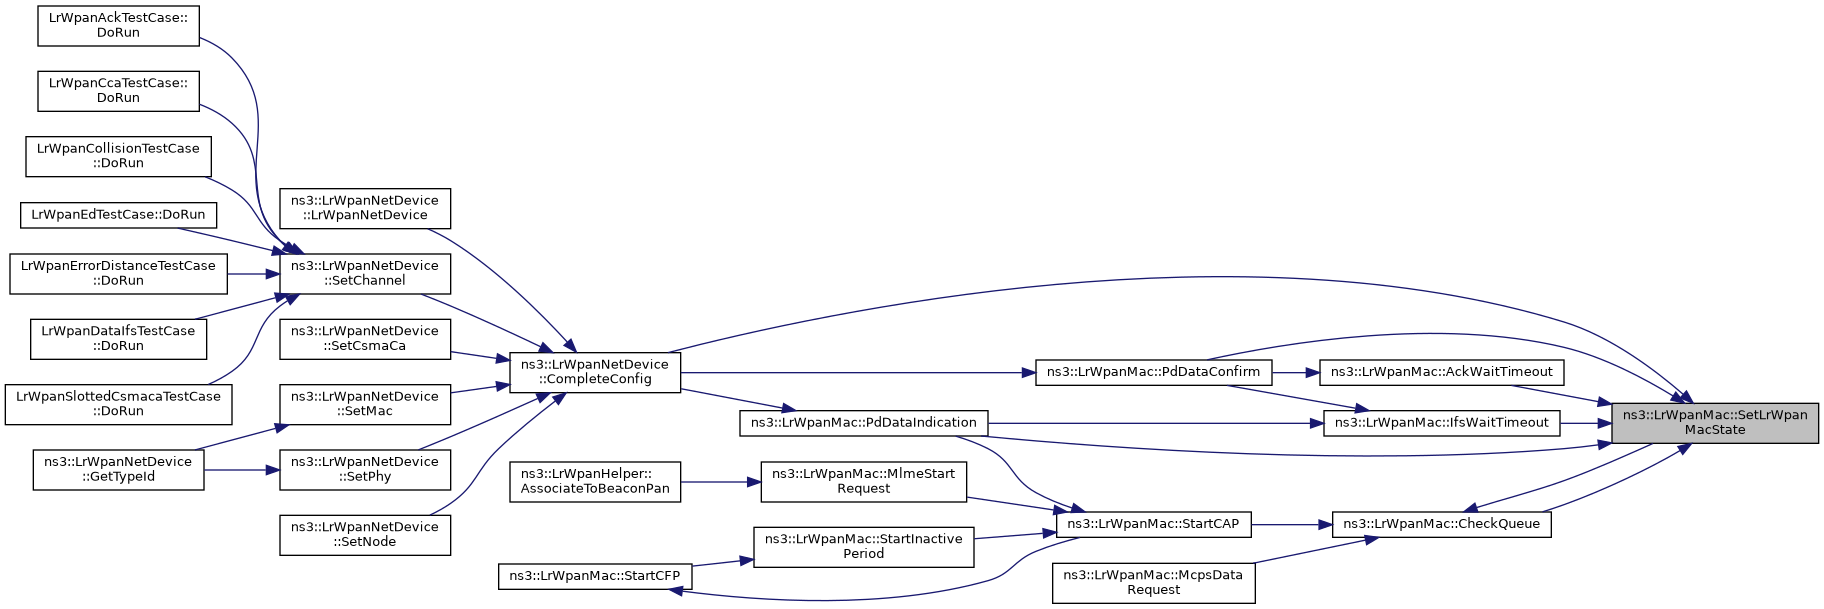 LrWpanAckTestCase::
DoRun
LrWpanCcaTestCase::
DoRun
LrWpanCollisionTestCase
::DoRun
LrWpanEdTestCase::DoRun
LrWpanErrorDistanceTestCase
::DoRun
LrWpanDataIfsTestCase
::DoRun
LrWpanSlottedCsmacaTestCase
::DoRun
ns3::LrWpanNetDevice
::GetTypeId
ns3::LrWpanNetDevice
::LrWpanNetDevice
ns3::LrWpanNetDevice
::SetChannel
ns3::LrWpanNetDevice
::SetCsmaCa
ns3::LrWpanNetDevice
::SetMac
ns3::LrWpanNetDevice
::SetPhy
ns3::LrWpanNetDevice
::SetNode
ns3::LrWpanNetDevice
::CompleteConfig
ns3::LrWpanHelper::
AssociateToBeaconPan
ns3::LrWpanMac::StartCFP
ns3::LrWpanMac::PdDataIndication
ns3::LrWpanMac::MlmeStart
Request
ns3::LrWpanMac::StartInactive
Period
ns3::LrWpanMac::PdDataConfirm
ns3::LrWpanMac::StartCAP
ns3::LrWpanMac::McpsData
Request
ns3::LrWpanMac::AckWaitTimeout
ns3::LrWpanMac::IfsWaitTimeout
ns3::LrWpanMac::CheckQueue
ns3::LrWpanMac::SetLrWpan
MacState